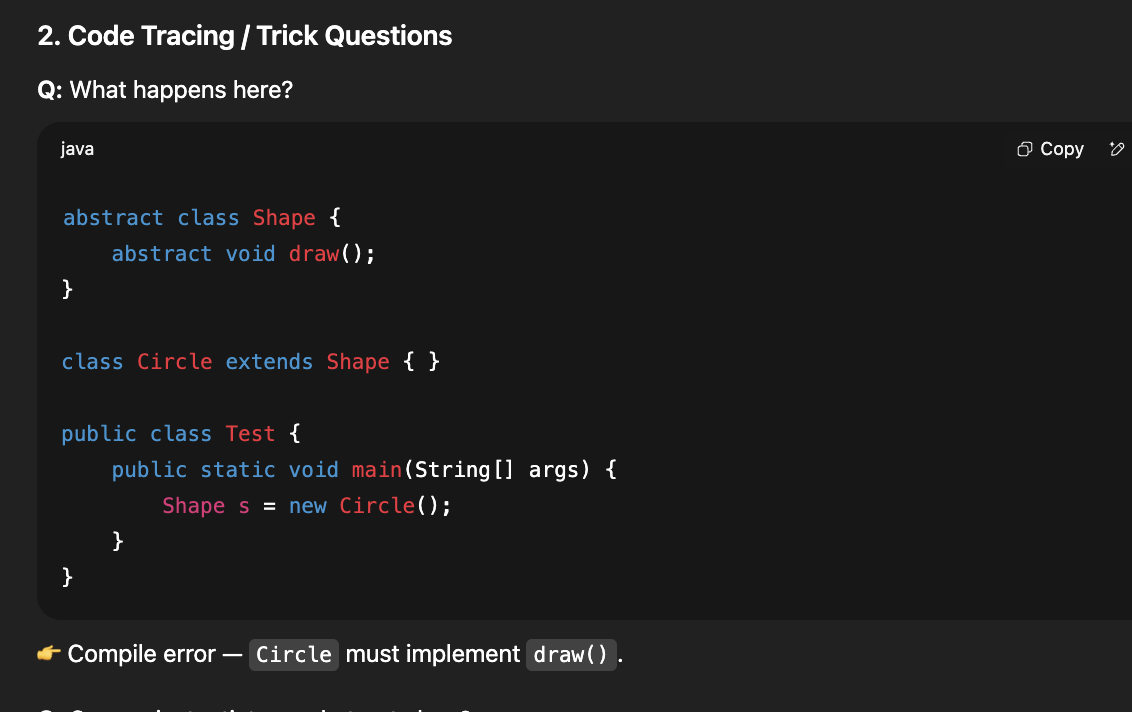 2. Code Tracing / Trick Questions
Q: What happens here?
java
Copy
abstract class Shape {
    abstract void draw();
}
class Circle extends Shape { }
public class Test {
    public static void main(String[] args) {
        Shape s = new Circle();
    }
}
👉 Compile error — Circle must implement draw().